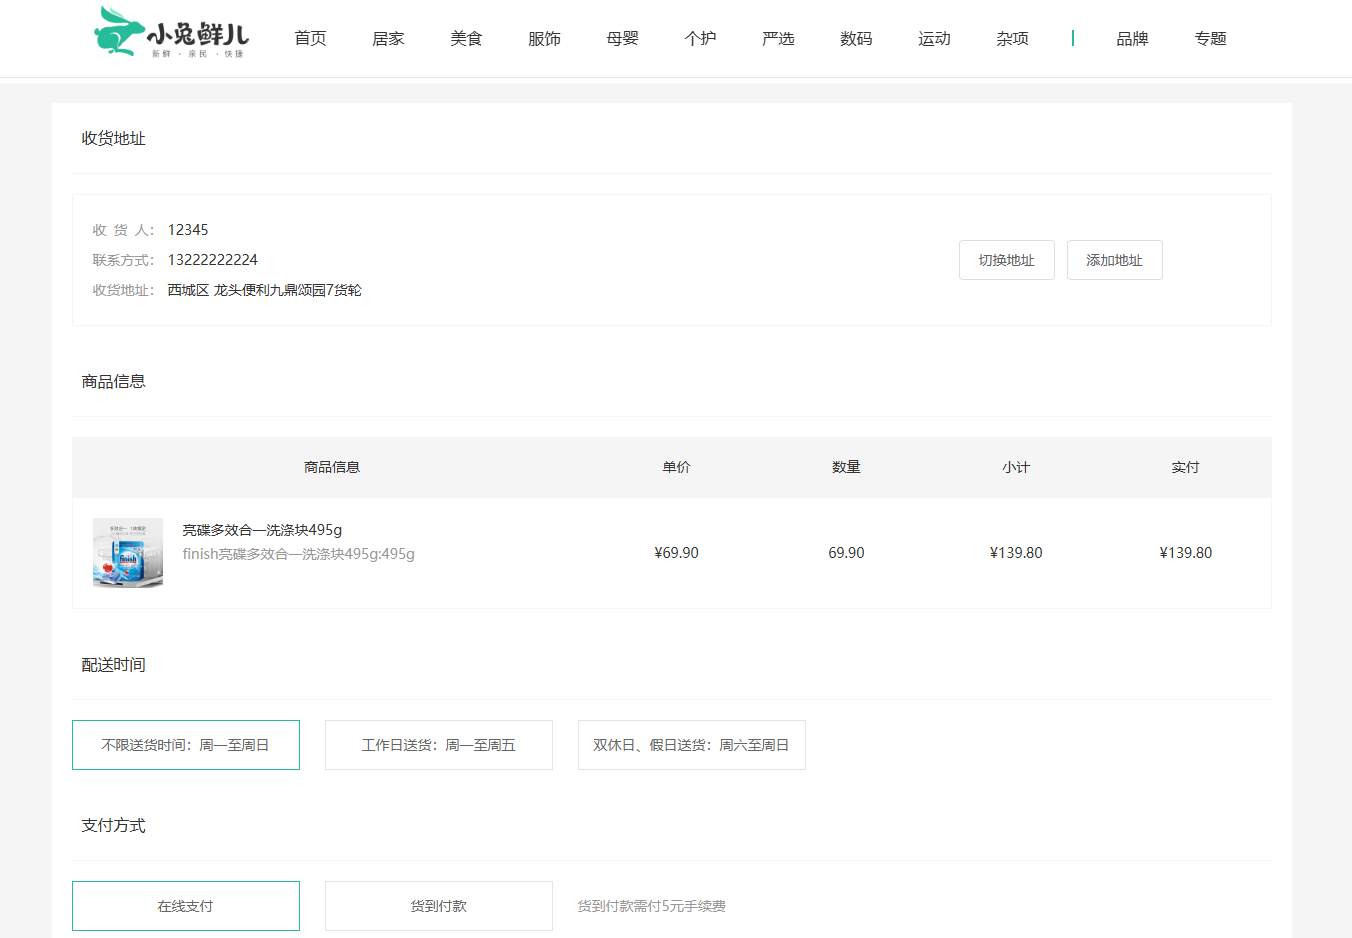 小兔鲜儿
新鲜 · 亲民 · 快捷
首页 居家 美食 服饰 母婴 个护 严选 数码 运动 杂项 | 品牌 专题
收货地址
收 货 人： 12345
联系方式： 13222222224
收货地址： 西城区 龙头便利九鼎颂园7货轮
切换地址 添加地址
商品信息
商品信息 单价 数量 小计 实付
亮碟多效合一洗涤块495g
finish亮碟多效合一洗涤块495g:495g
¥69.90 69.90 ¥139.80 ¥139.80
finish
配送时间
不限送货时间：周一至周日 工作日送货：周一至周五 双休日、假日送货：周六至周日
支付方式
在线支付 货到付款 货到付款需付5元手续费